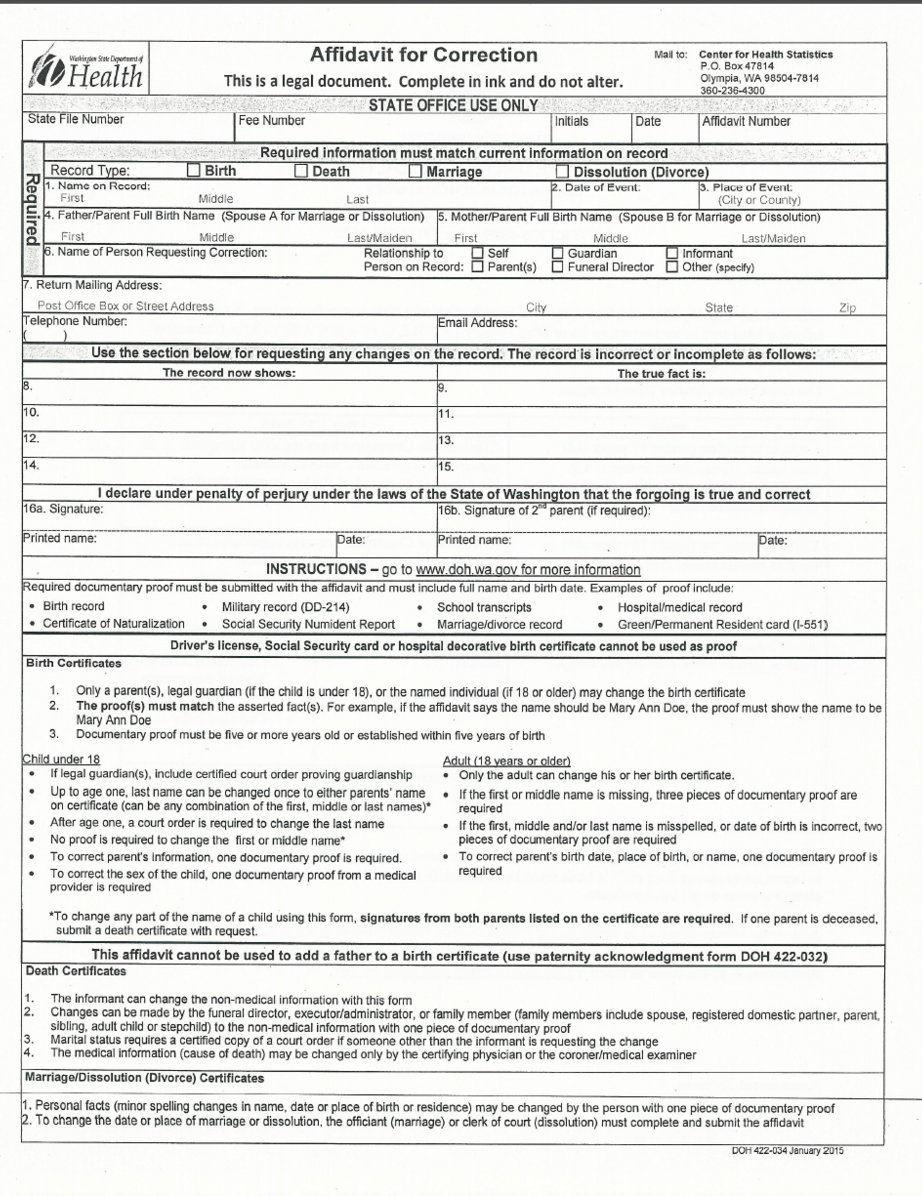 Washington State Department of
Health
Affidavit for Correction
This is a legal document. Complete in ink and do not alter.
Mail to: Center for Health Statistics
P.O. Box 47814
Olympia, WA 98504-7814
360-236-4300
STATE OFFICE USE ONLY
State File Number Fee Number Initials Date Affidavit Number
Required
Required information must match current information on record
Record Type: Birth Death Marriage Dissolution (Divorce)
1. Name on Record: 2. Date of Event: 3. Place of Event:
First Middle Last (City or County)
4. Father/Parent Full Birth Name (Spouse A for Marriage or Dissolution) 5. Mother/Parent Full Birth Name (Spouse B for Marriage or Dissolution)
First Middle Last/Maiden First Middle Last/Maiden
6. Name of Person Requesting Correction: Relationship to Self Guardian Informant
Person on Record: Parent(s) Funeral Director Other (specify)
7. Return Mailing Address:
Post Office Box or Street Address City State Zip
Telephone Number: Email Address:
( )
Use the section below for requesting any changes on the record. The record is incorrect or incomplete as follows:
The record now shows: The true fact is:
8. 9.
10. 11.
12. 13.
14. 15.
I declare under penalty of perjury under the laws of the State of Washington that the forgoing is true and correct
16a. Signature: 16b. Signature of 2nd parent (if required):
Printed name: Date: Printed name: Date:
INSTRUCTIONS – go to www.doh.wa.gov for more information
Required documentary proof must be submitted with the affidavit and must include full name and birth date. Examples of proof include:
• Birth record • Military record (DD-214) • School transcripts • Hospital/medical record
• Certificate of Naturalization • Social Security Numident Report • Marriage/divorce record • Green/Permanent Resident card (I-551)
Driver's license, Social Security card or hospital decorative birth certificate cannot be used as proof
Birth Certificates
1. Only a parent(s), legal guardian (if the child is under 18), or the named individual (if 18 or older) may change the birth certificate
2. The proof(s) must match the asserted fact(s). For example, if the affidavit says the name should be Mary Ann Doe, the proof must show the name to be
Mary Ann Doe
3. Documentary proof must be five or more years old or established within five years of birth
Child under 18
• If legal guardian(s), include certified court order proving guardianship
• Up to age one, last name can be changed once to either parents' name
on certificate (can be any combination of the first, middle or last names)*
• After age one, a court order is required to change the last name
• No proof is required to change the first or middle name*
• To correct parent's information, one documentary proof is required.
• To correct the sex of the child, one documentary proof from a medical
provider is required
Adult (18 years or older)
• Only the adult can change his or her birth certificate.
• If the first or middle name is missing, three pieces of documentary proof are
required
• If the first, middle and/or last name is misspelled, or date of birth is incorrect, two
pieces of documentary proof are required
• To correct parent's birth date, place of birth, or name, one documentary proof is
required
*To change any part of the name of a child using this form, signatures from both parents listed on the certificate are required. If one parent is deceased,
submit a death certificate with request.
This affidavit cannot be used to add a father to a birth certificate (use paternity acknowledgment form DOH 422-032)
Death Certificates
1. The informant can change the non-medical information with this form
2. Changes can be made by the funeral director, executor/administrator, or family member (family members include spouse, registered domestic partner, parent,
sibling, adult child or stepchild) to the non-medical information with one piece of documentary proof
3. Marital status requires a certified copy of a court order if someone other than the informant is requesting the change
4. The medical information (cause of death) may be changed only by the certifying physician or the coroner/medical examiner
Marriage/Dissolution (Divorce) Certificates
1. Personal facts (minor spelling changes in name, date or place of birth or residence) may be changed by the person with one piece of documentary proof
2. To change the date or place of marriage or dissolution, the officiant (marriage) or clerk of court (dissolution) must complete and submit the affidavit
DOH 422-034 January 2015